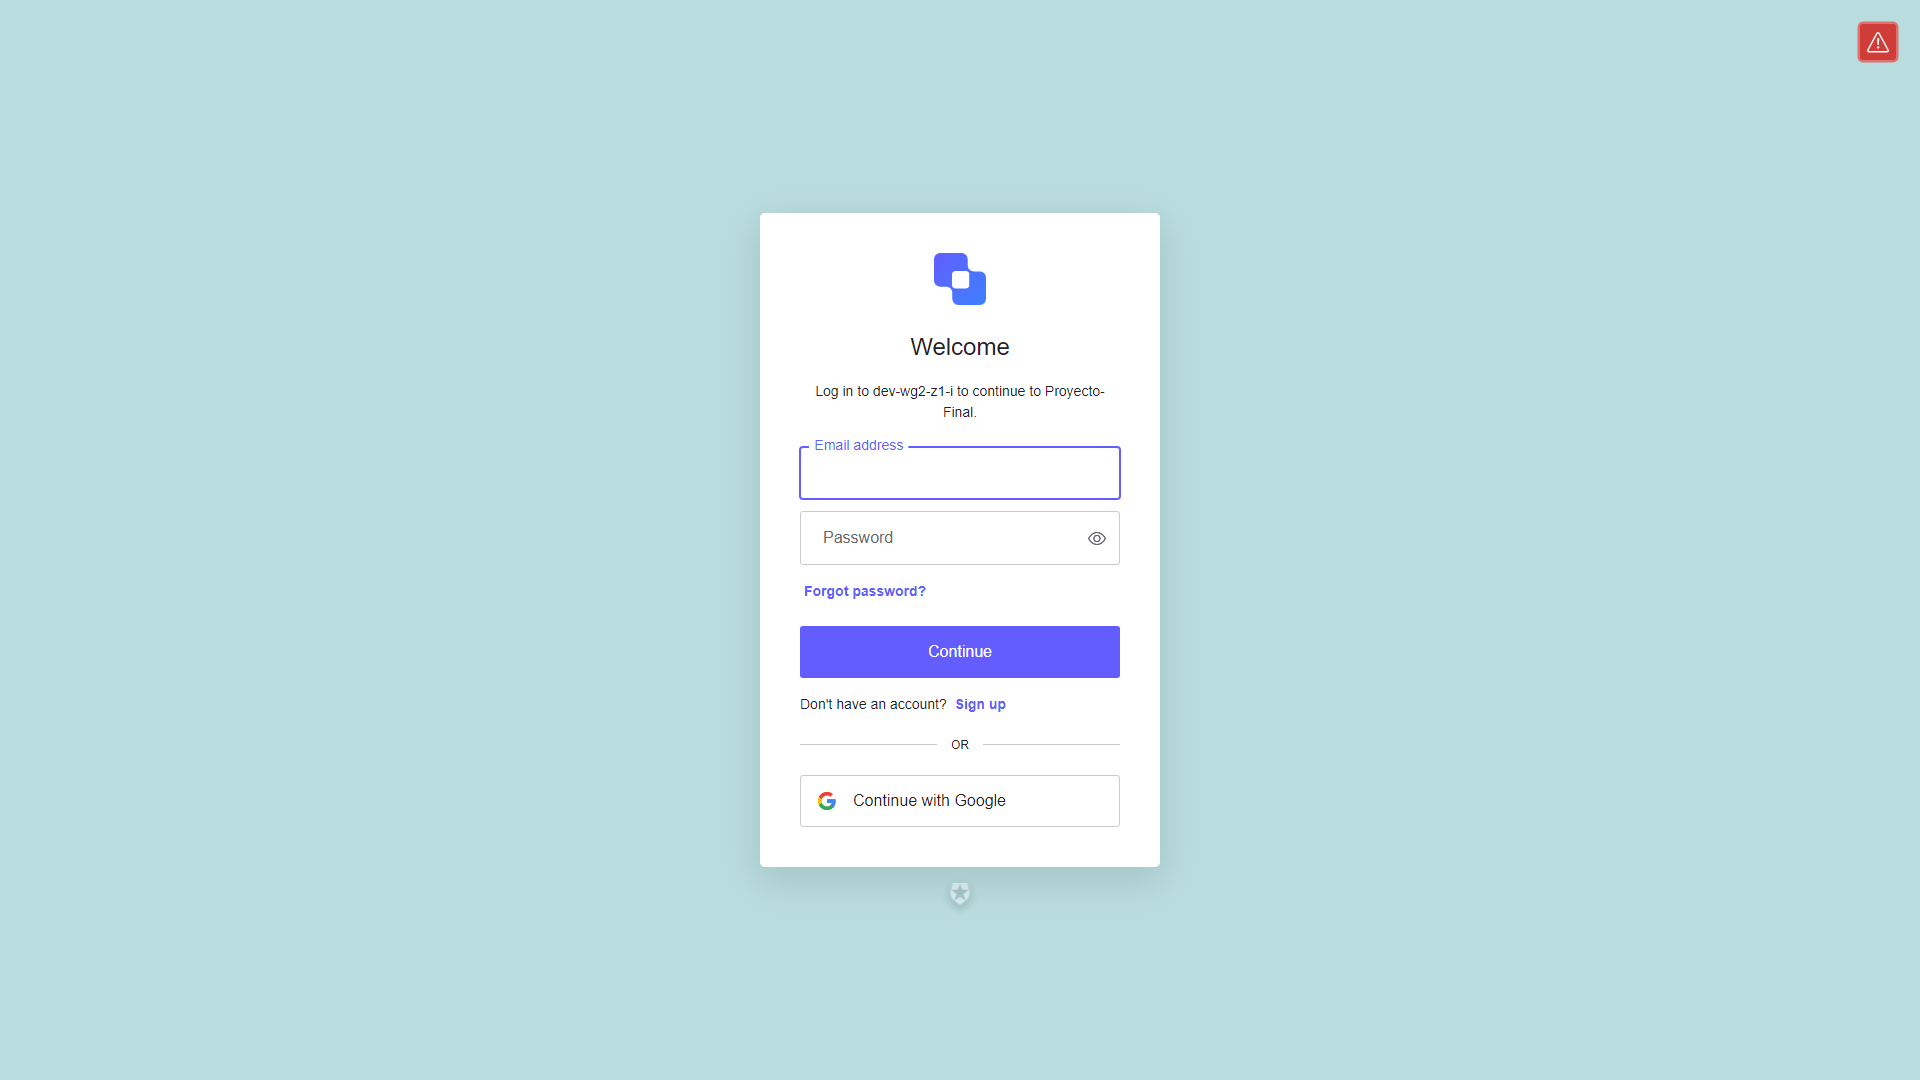 Welcome
Log in to dev-wg2-z1-i to continue to Proyecto-
Final.
Email address
Password
Forgot password?
Continue
Don't have an account? Sign up
OR
Continue with Google